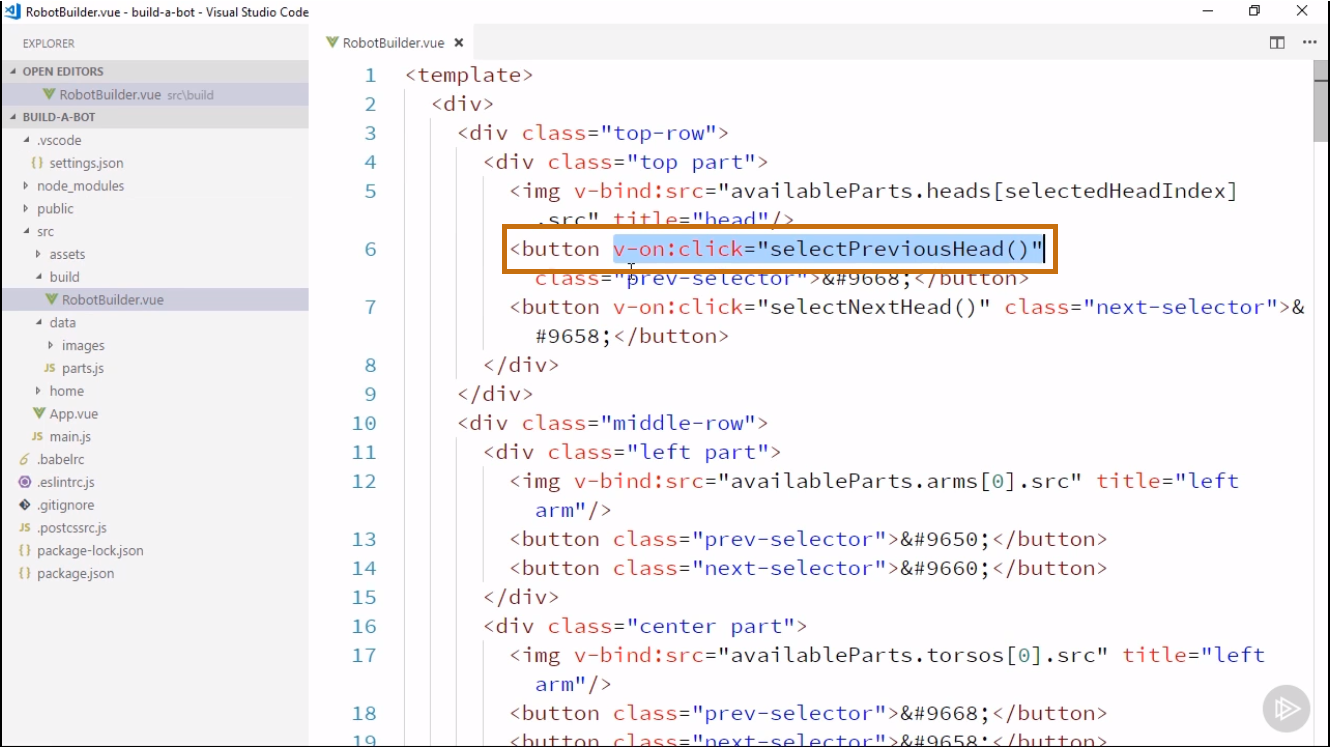 RobotBuilder.vue - build-a-bot - Visual Studio Code
EXPLORER
OPEN EDITORS
RobotBuilder.vue src\build
BUILD-A-BOT
.vscode
{} settings.json
node_modules
public
src
assets
build
RobotBuilder.vue
data
images
JS parts.js
home
App.vue
JS main.js
.babelrc
.eslintrc.js
.gitignore
JS .postcssrc.js
{} package-lock.json
{} package.json
RobotBuilder.vue
1 <template>
2 <div>
3 <div class="top-row">
4 <div class="top part">
5 <img v-bind:src="availableParts.heads[selectedHeadIndex]
.src" title="head"/>
6 <button v-on:click="selectPreviousHead()"
class="prev-selector">&#9668;</button>
7 <button v-on:click="selectNextHead()" class="next-selector">&
#9658;</button>
8 </div>
9 </div>
10 <div class="middle-row">
11 <div class="left part">
12 <img v-bind:src="availableParts.arms[0].src" title="left
arm"/>
13 <button class="prev-selector">&#9650;</button>
14 <button class="next-selector">&#9660;</button>
15 </div>
16 <div class="center part">
17 <img v-bind:src="availableParts.torsos[0].src" title="left
arm"/>
18 <button class="prev-selector">&#9668;</button>
19 <button class="next-selector">&#9658;</button>